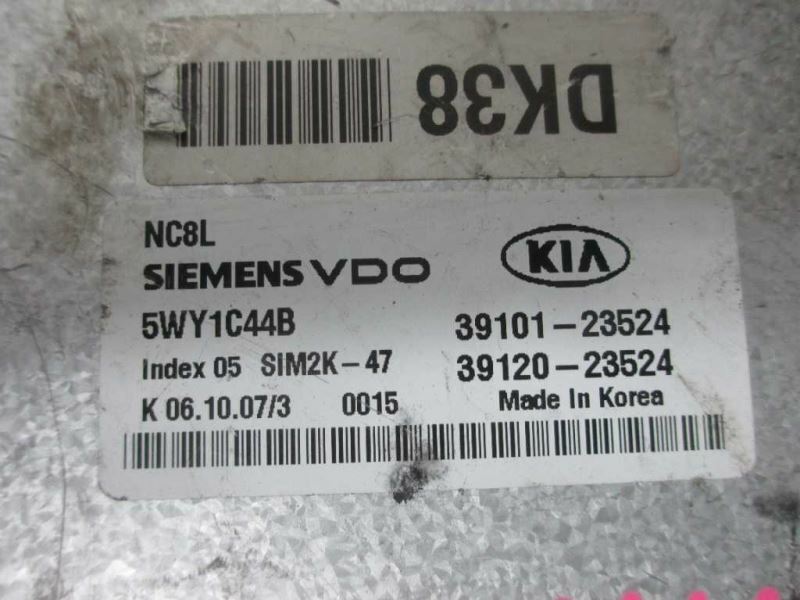 DK38
NC8L
SIEMENS VDO
KIA
5WY1C44B
39101-23524
Index 05 SIM2K-47
39120-23524
K 06.10.07/3 0015
Made In Korea